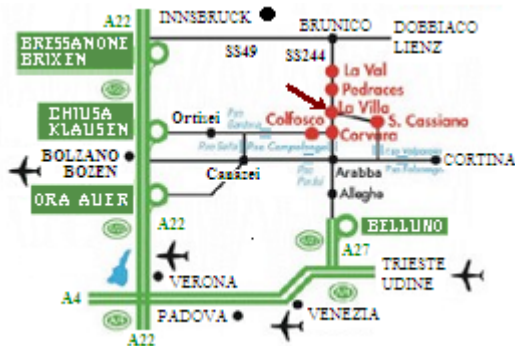 A22
INNSBRUCK
BRUNICO
DOBBIACO
LIENZ
BRESSANONE
BRIXEN
SS49
SS244
La Val
Pedraces
La Villa
CHIUSA
KLAUSEN
Ortisei
Colfosco
S. Cassiana
Corvara
BOLZANO
BOZEN
Canazei
Arabba
CORTINA
ORA AUER
Alleghe
A22
BELLUNO
A27
TRIESTE
UDINE
VERONA
A4
PADOVA
VENEZIA
A22